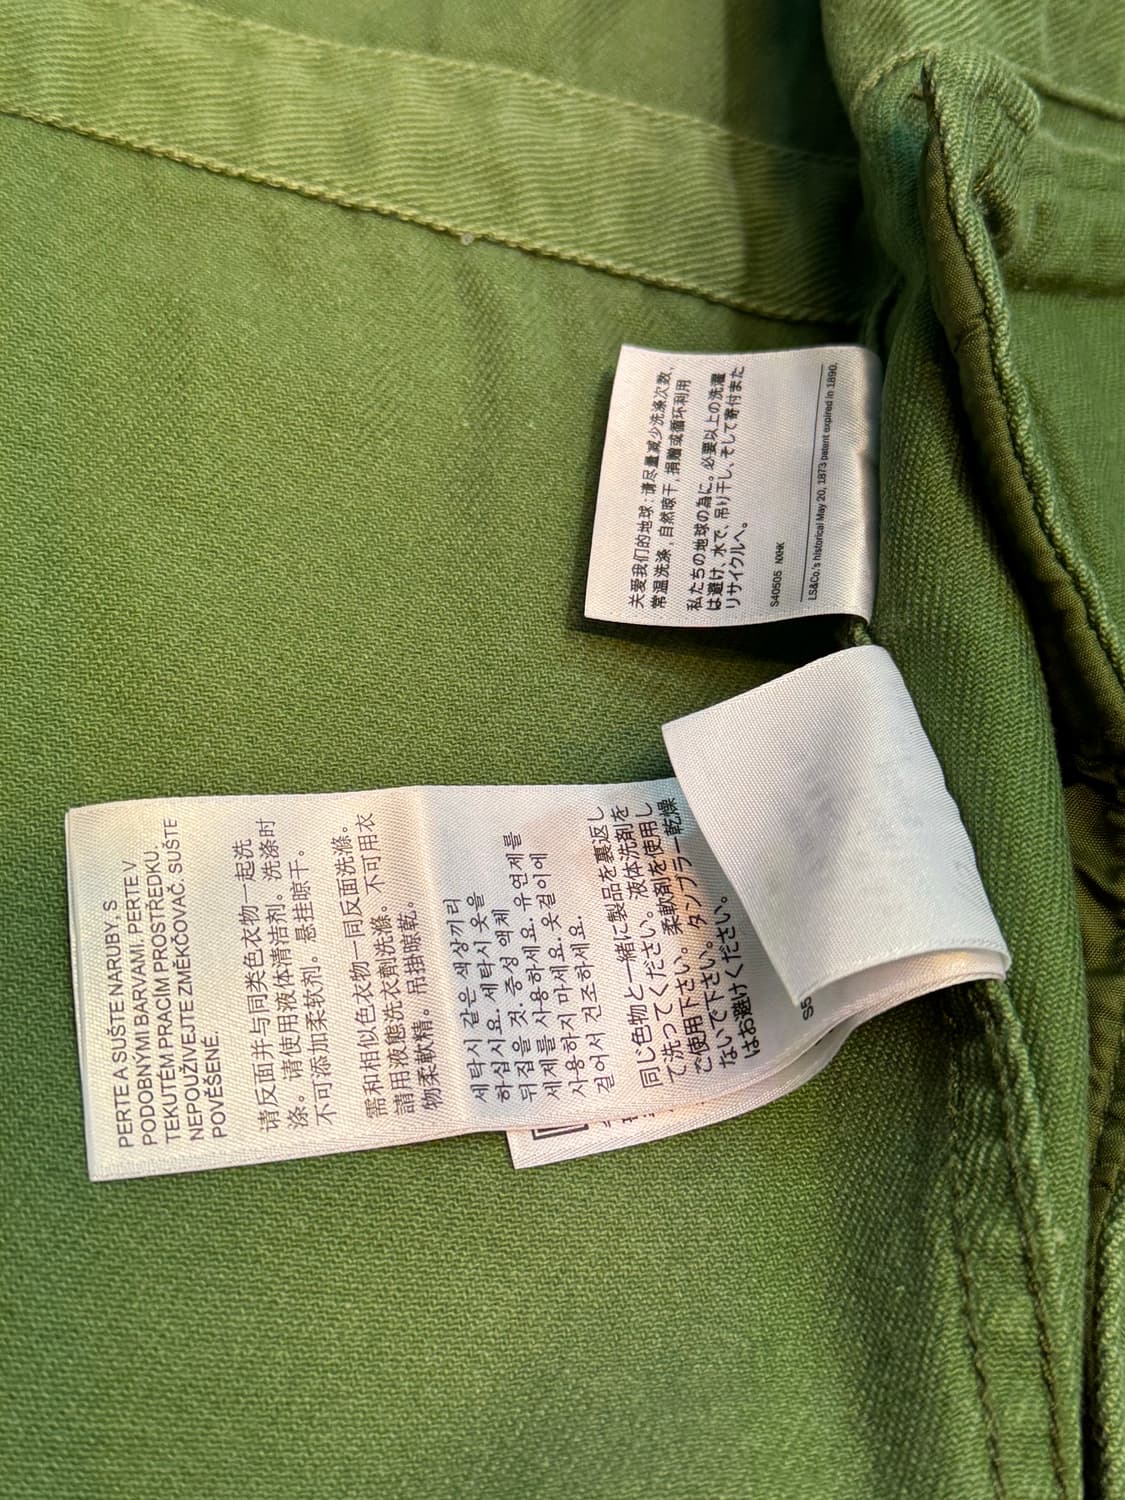 关爱我们的地球：请尽量减少洗涤次数，
常温洗涤，自然晾干，捐赠或循环利用
私たちの地球の為に。必要以上の洗濯
は避け、水で、吊り干し、そして寄付また
リサイクルへ。
S40505 NXHK
LS&Co.'s historical May 20, 1873 patent expired in 1890.
PERTE A SUŠTE NARUBY, S
PODOBNÝMI BARVAMI. PERTE V
TEKUTÉM PRACÍM PROSTŘEDKU.
NEPOUŽÍVEJTE ZMĚKČOVAČ. SUŠTE
POVĚŠENÉ.
请反面并与同类色衣物一起洗
涤。请使用液体清洁剂。洗涤时
不可添加柔软剂。悬挂晾干。
需和相似色衣物一同反面洗滌。
請用液態洗衣劑洗滌。不可用衣
物柔軟精。吊掛晾乾。
세탁시 같은 색상끼리
하십시요. 세탁시 옷을
뒤집을 것. 중성 액체
세제를 사용하세요. 유연제를
사용하지 마세요. 옷걸이에
걸어서 건조하세요.
同じ色物と一緒に製品を裏返し
て洗ってください。液体洗剤を
ご使用下さい。柔軟剤を使用し
ないで下さい。タンブラー乾燥
はお避けください。